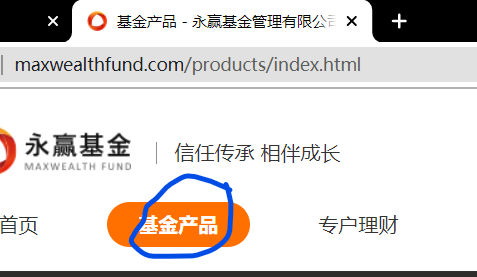 基金产品 - 永赢基金管理有限公司
maxwealthfund.com/products/index.html
永赢基金
MAXWEALTH FUND
信任传承 相伴成长
首页
基金产品
专户理财